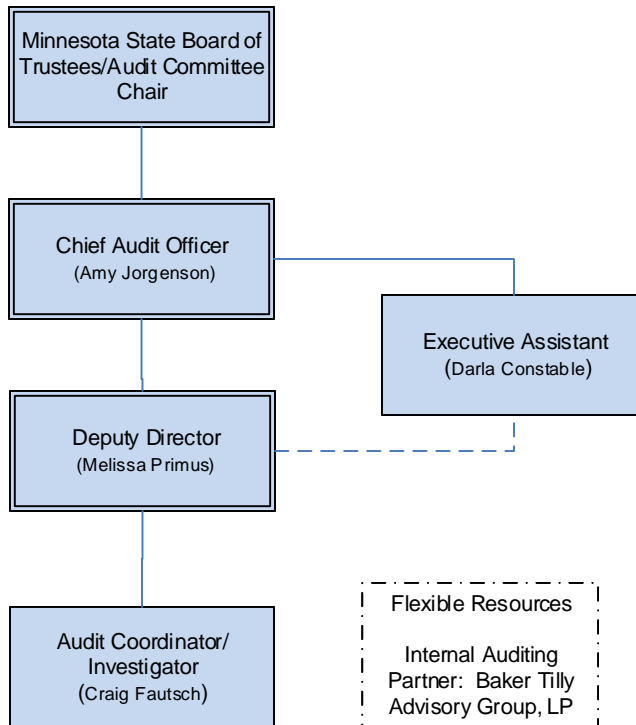 Minnesota State Board of
Trustees/Audit Committee
Chair
Chief Audit Officer
(Amy Jorgenson)
Executive Assistant
(Darla Constable)
Deputy Director
(Melissa Primus)
Audit Coordinator/
Investigator
(Craig Fautsch)
Flexible Resources
Internal Auditing
Partner: Baker Tilly
Advisory Group, LP